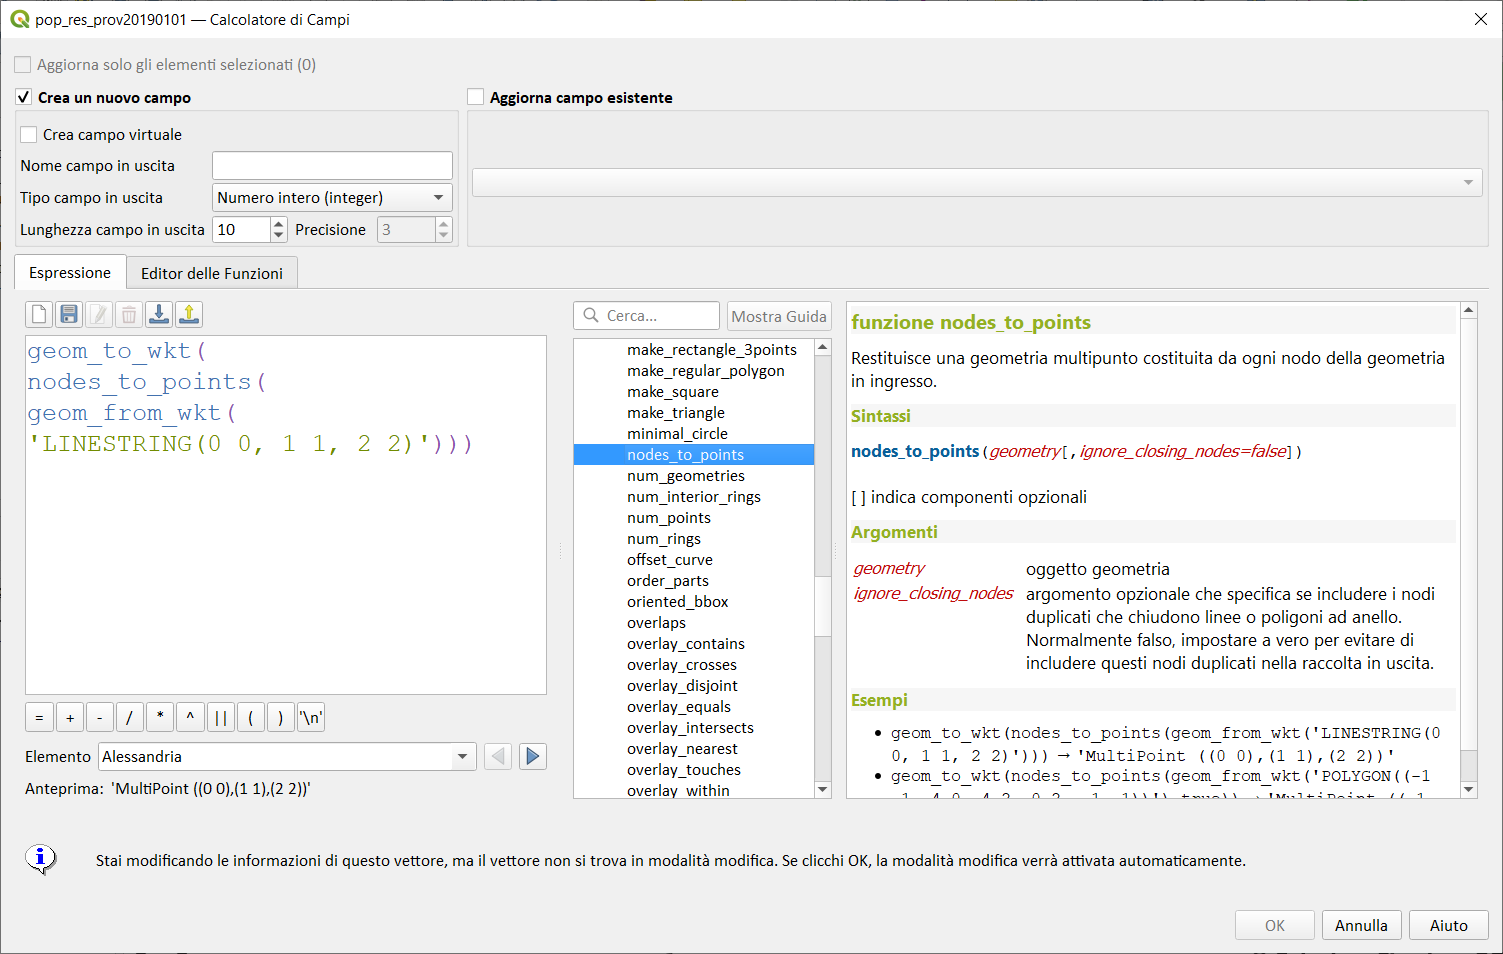 pop_res_prov20190101 — Calcolatore di Campi
Aggiorna solo gli elementi selezionati (0)
Crea un nuovo campo
Aggiorna campo esistente
Crea campo virtuale
Nome campo in uscita
Tipo campo in uscita Numero intero (integer)
Lunghezza campo in uscita 10 Precisione 3
Espressione Editor delle Funzioni
geom_to_wkt(
nodes_to_points(
geom_from_wkt(
'LINESTRING(0 0, 1 1, 2 2)')))
= + - / * ^ || ( ) '\n'
Elemento Alessandria
Anteprima: 'MultiPoint ((0 0),(1 1),(2 2))'
Cerca... Mostra Guida
make_rectangle_3points
make_regular_polygon
make_square
make_triangle
minimal_circle
nodes_to_points
num_geometries
num_interior_rings
num_points
num_rings
offset_curve
order_parts
oriented_bbox
overlaps
overlay_contains
overlay_crosses
overlay_disjoint
overlay_equals
overlay_intersects
overlay_nearest
overlay_touches
overlay_within
funzione nodes_to_points
Restituisce una geometria multipunto costituita da ogni nodo della geometria
in ingresso.
Sintassi
nodes_to_points(geometry[,ignore_closing_nodes=false])
[ ] indica componenti opzionali
Argomenti
geometry oggetto geometria
ignore_closing_nodes argomento opzionale che specifica se includere i nodi
duplicati che chiudono linee o poligoni ad anello.
Normalmente falso, impostare a vero per evitare di
includere questi nodi duplicati nella raccolta in uscita.
Esempi
• geom_to_wkt(nodes_to_points(geom_from_wkt('LINESTRING(0
0, 1 1, 2 2)'))) → 'MultiPoint ((0 0),(1 1),(2 2))'
• geom_to_wkt(nodes_to_points(geom_from_wkt('POLYGON((-1
Stai modificando le informazioni di questo vettore, ma il vettore non si trova in modalità modifica. Se clicchi OK, la modalità modifica verrà attivata automaticamente.
OK Annulla Aiuto